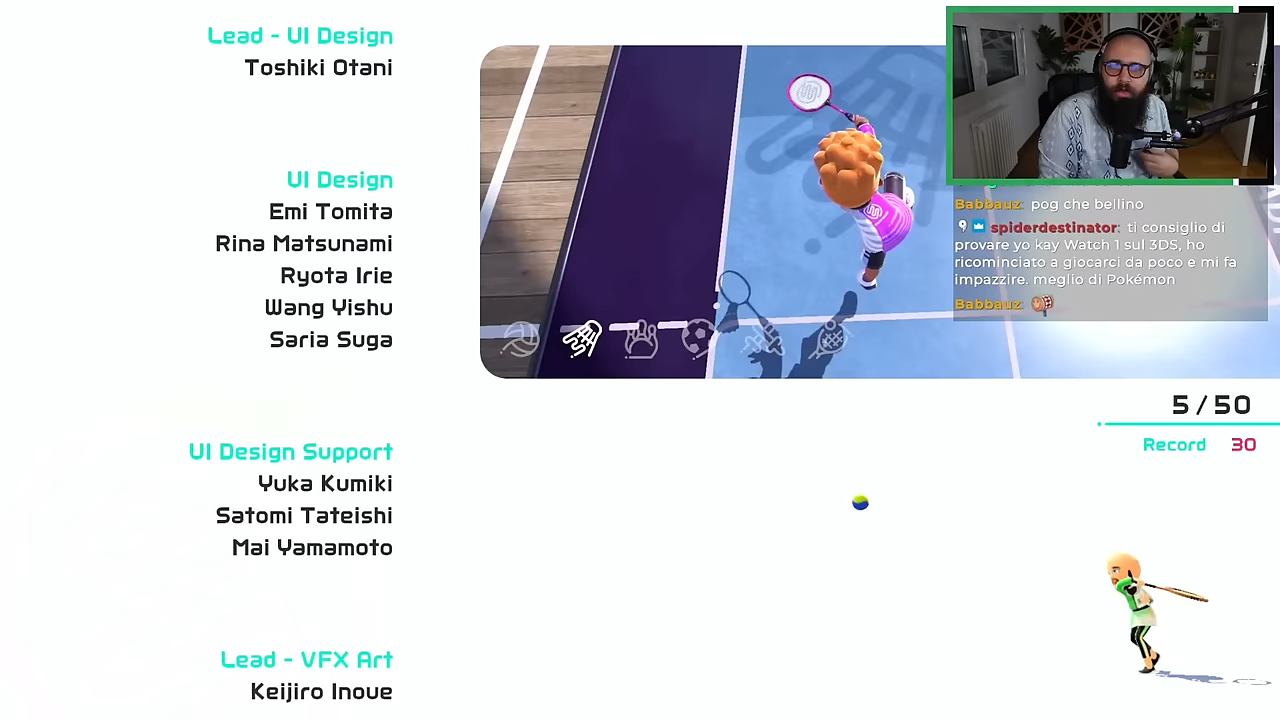 Lead - UI Design
Toshiki Otani
UI Design
Emi Tomita
Rina Matsunami
Ryota Irie
Wang Yishu
Saria Suga
UI Design Support
Yuka Kumiki
Satomi Tateishi
Mai Yamamoto
Lead - VFX Art
Keijiro Inoue
Babbauz: pog che bellino
spiderdestinator: ti consiglio di
provare yo kay Watch 1 sul 3DS, ho
ricominciato a giocarci da poco e mi fa
impazzire. meglio di Pokémon
Babbauz:
5/50
Record 30